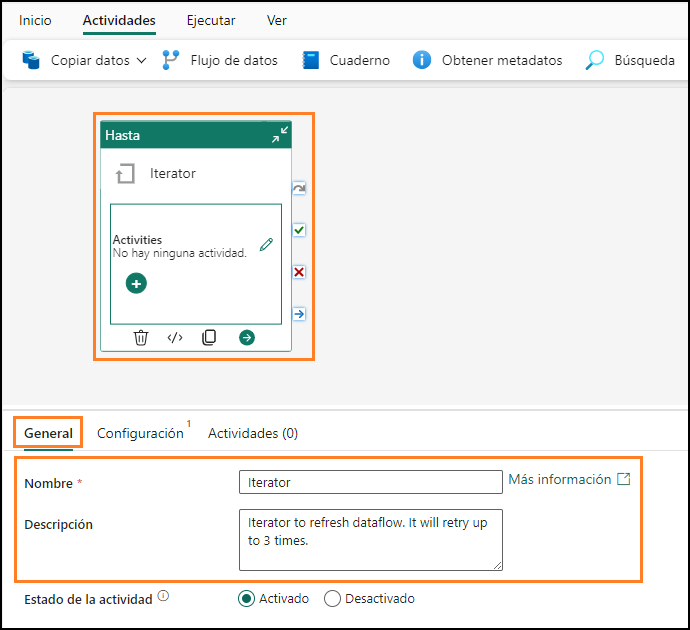 Inicio Actividades Ejecutar Ver
Copiar datos Flujo de datos Cuaderno Obtener metadatos Búsqueda
Hasta
Iterator
Activities
No hay ninguna actividad.
General Configuración 1 Actividades (0)
Nombre * Iterator Más información
Descripción Iterator to refresh dataflow. It will retry up
to 3 times.
Estado de la actividad Activado Desactivado